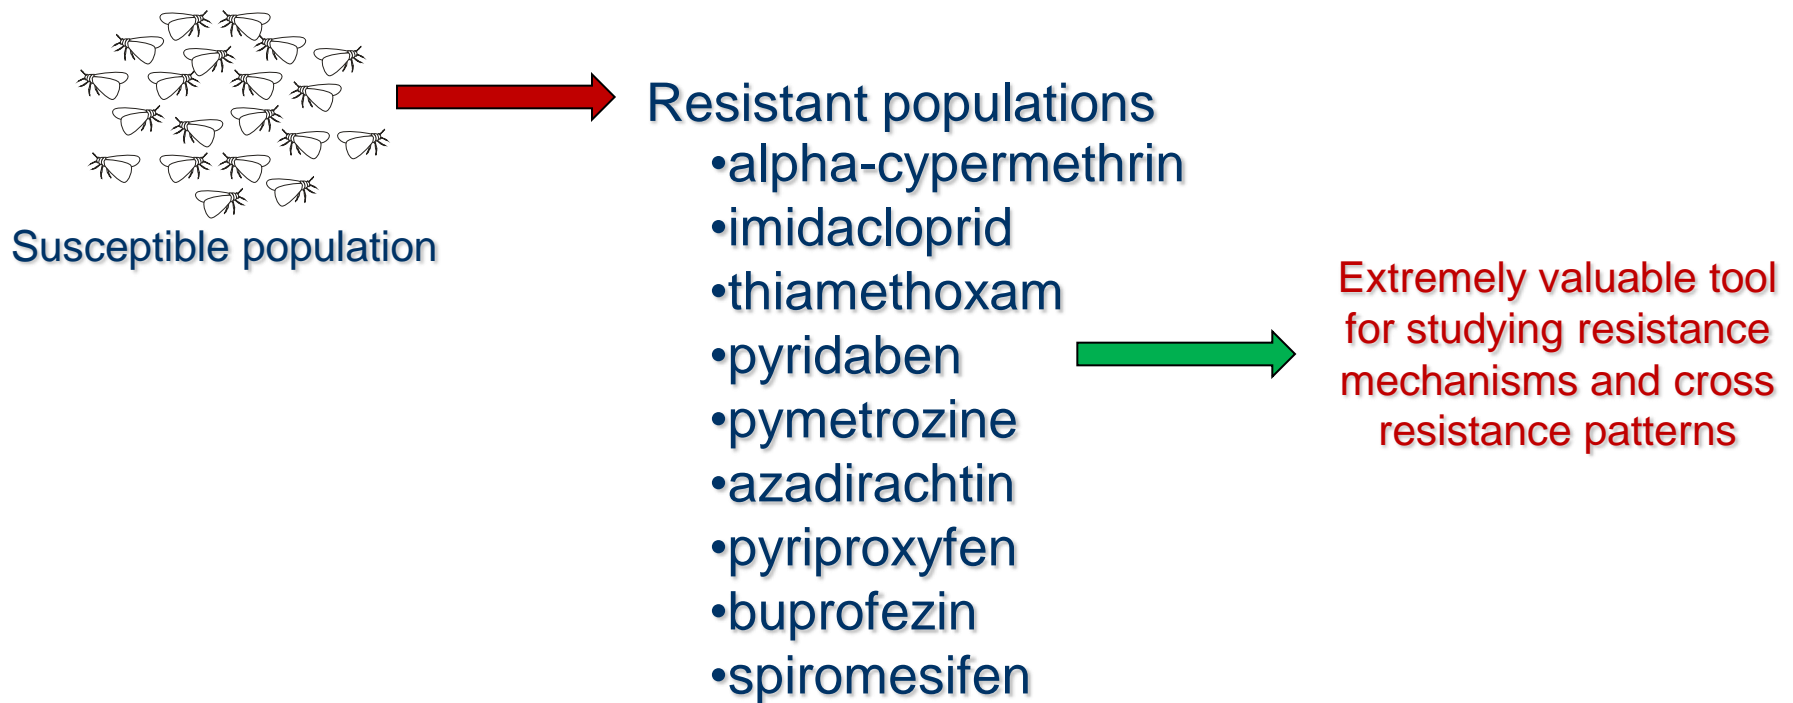 Susceptible population
Resistant populations
•alpha-cypermethrin
•imidacloprid
•thiamethoxam
•pyridaben
•pymetrozine
•azadirachtin
•pyriproxyfen
•buprofezin
•spiromesifen
Extremely valuable tool
for studying resistance
mechanisms and cross
resistance patterns